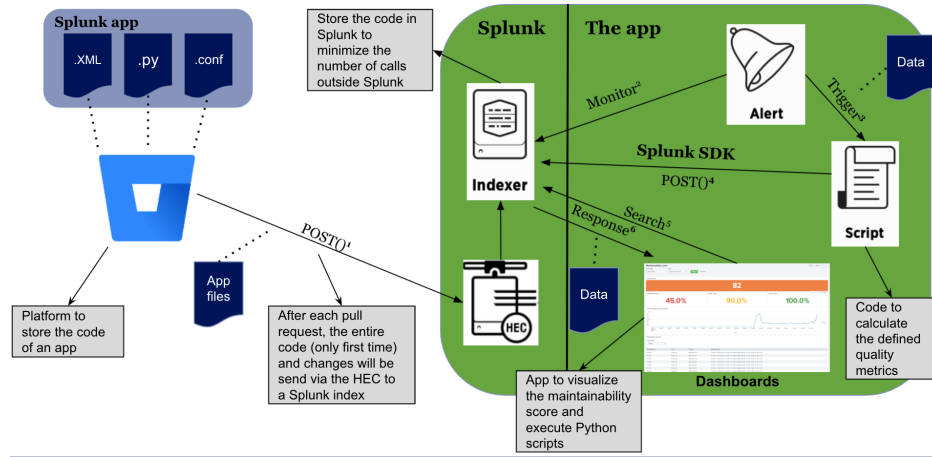 Splunk app
.XML
.py
.conf
Store the code in
Splunk to
minimize the
number of calls
outside Splunk
Splunk
The app
Data
Alert
Monitor²
Trigger³
Splunk SDK
POST()⁴
Indexer
Script
Search⁵
Response⁶
POST()¹
App
files
HEC
Data
82
45.0%
90.0%
100.0%
Dashboards
Platform to
store the code
of an app
After each pull
request, the entire
code (only first time)
and changes will be
send via the HEC to
a Splunk index
App to visualize
the maintainability
score and
execute Python
scripts
Code to
calculate
the defined
quality
metrics